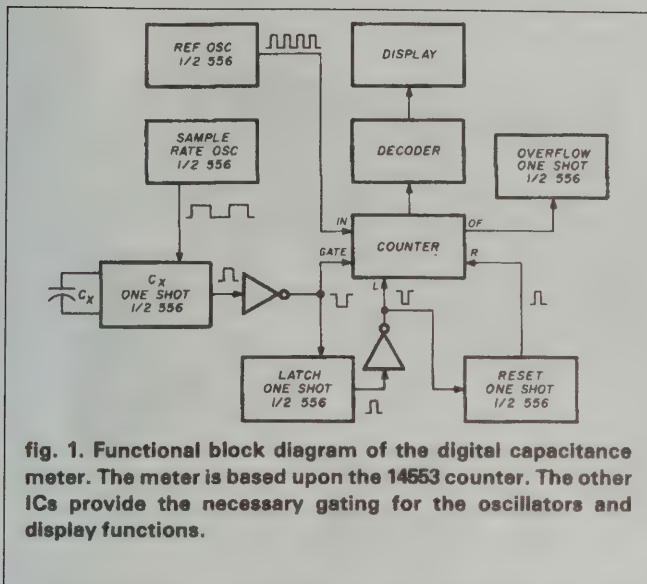 REF OSC
1/2 556
DISPLAY
SAMPLE
RATE OSC
1/2 556
DECODER
OVERFLOW
ONE SHOT
1/2 556
IN
OF
COUNTER
GATE
R
L
CX
CX
ONE SHOT
1/2 556
LATCH
ONE SHOT
1/2 556
RESET
ONE SHOT
1/2 556
fig. 1. Functional block diagram of the digital capacitance
meter. The meter is based upon the 14553 counter. The other
ICs provide the necessary gating for the oscillators and
display functions.